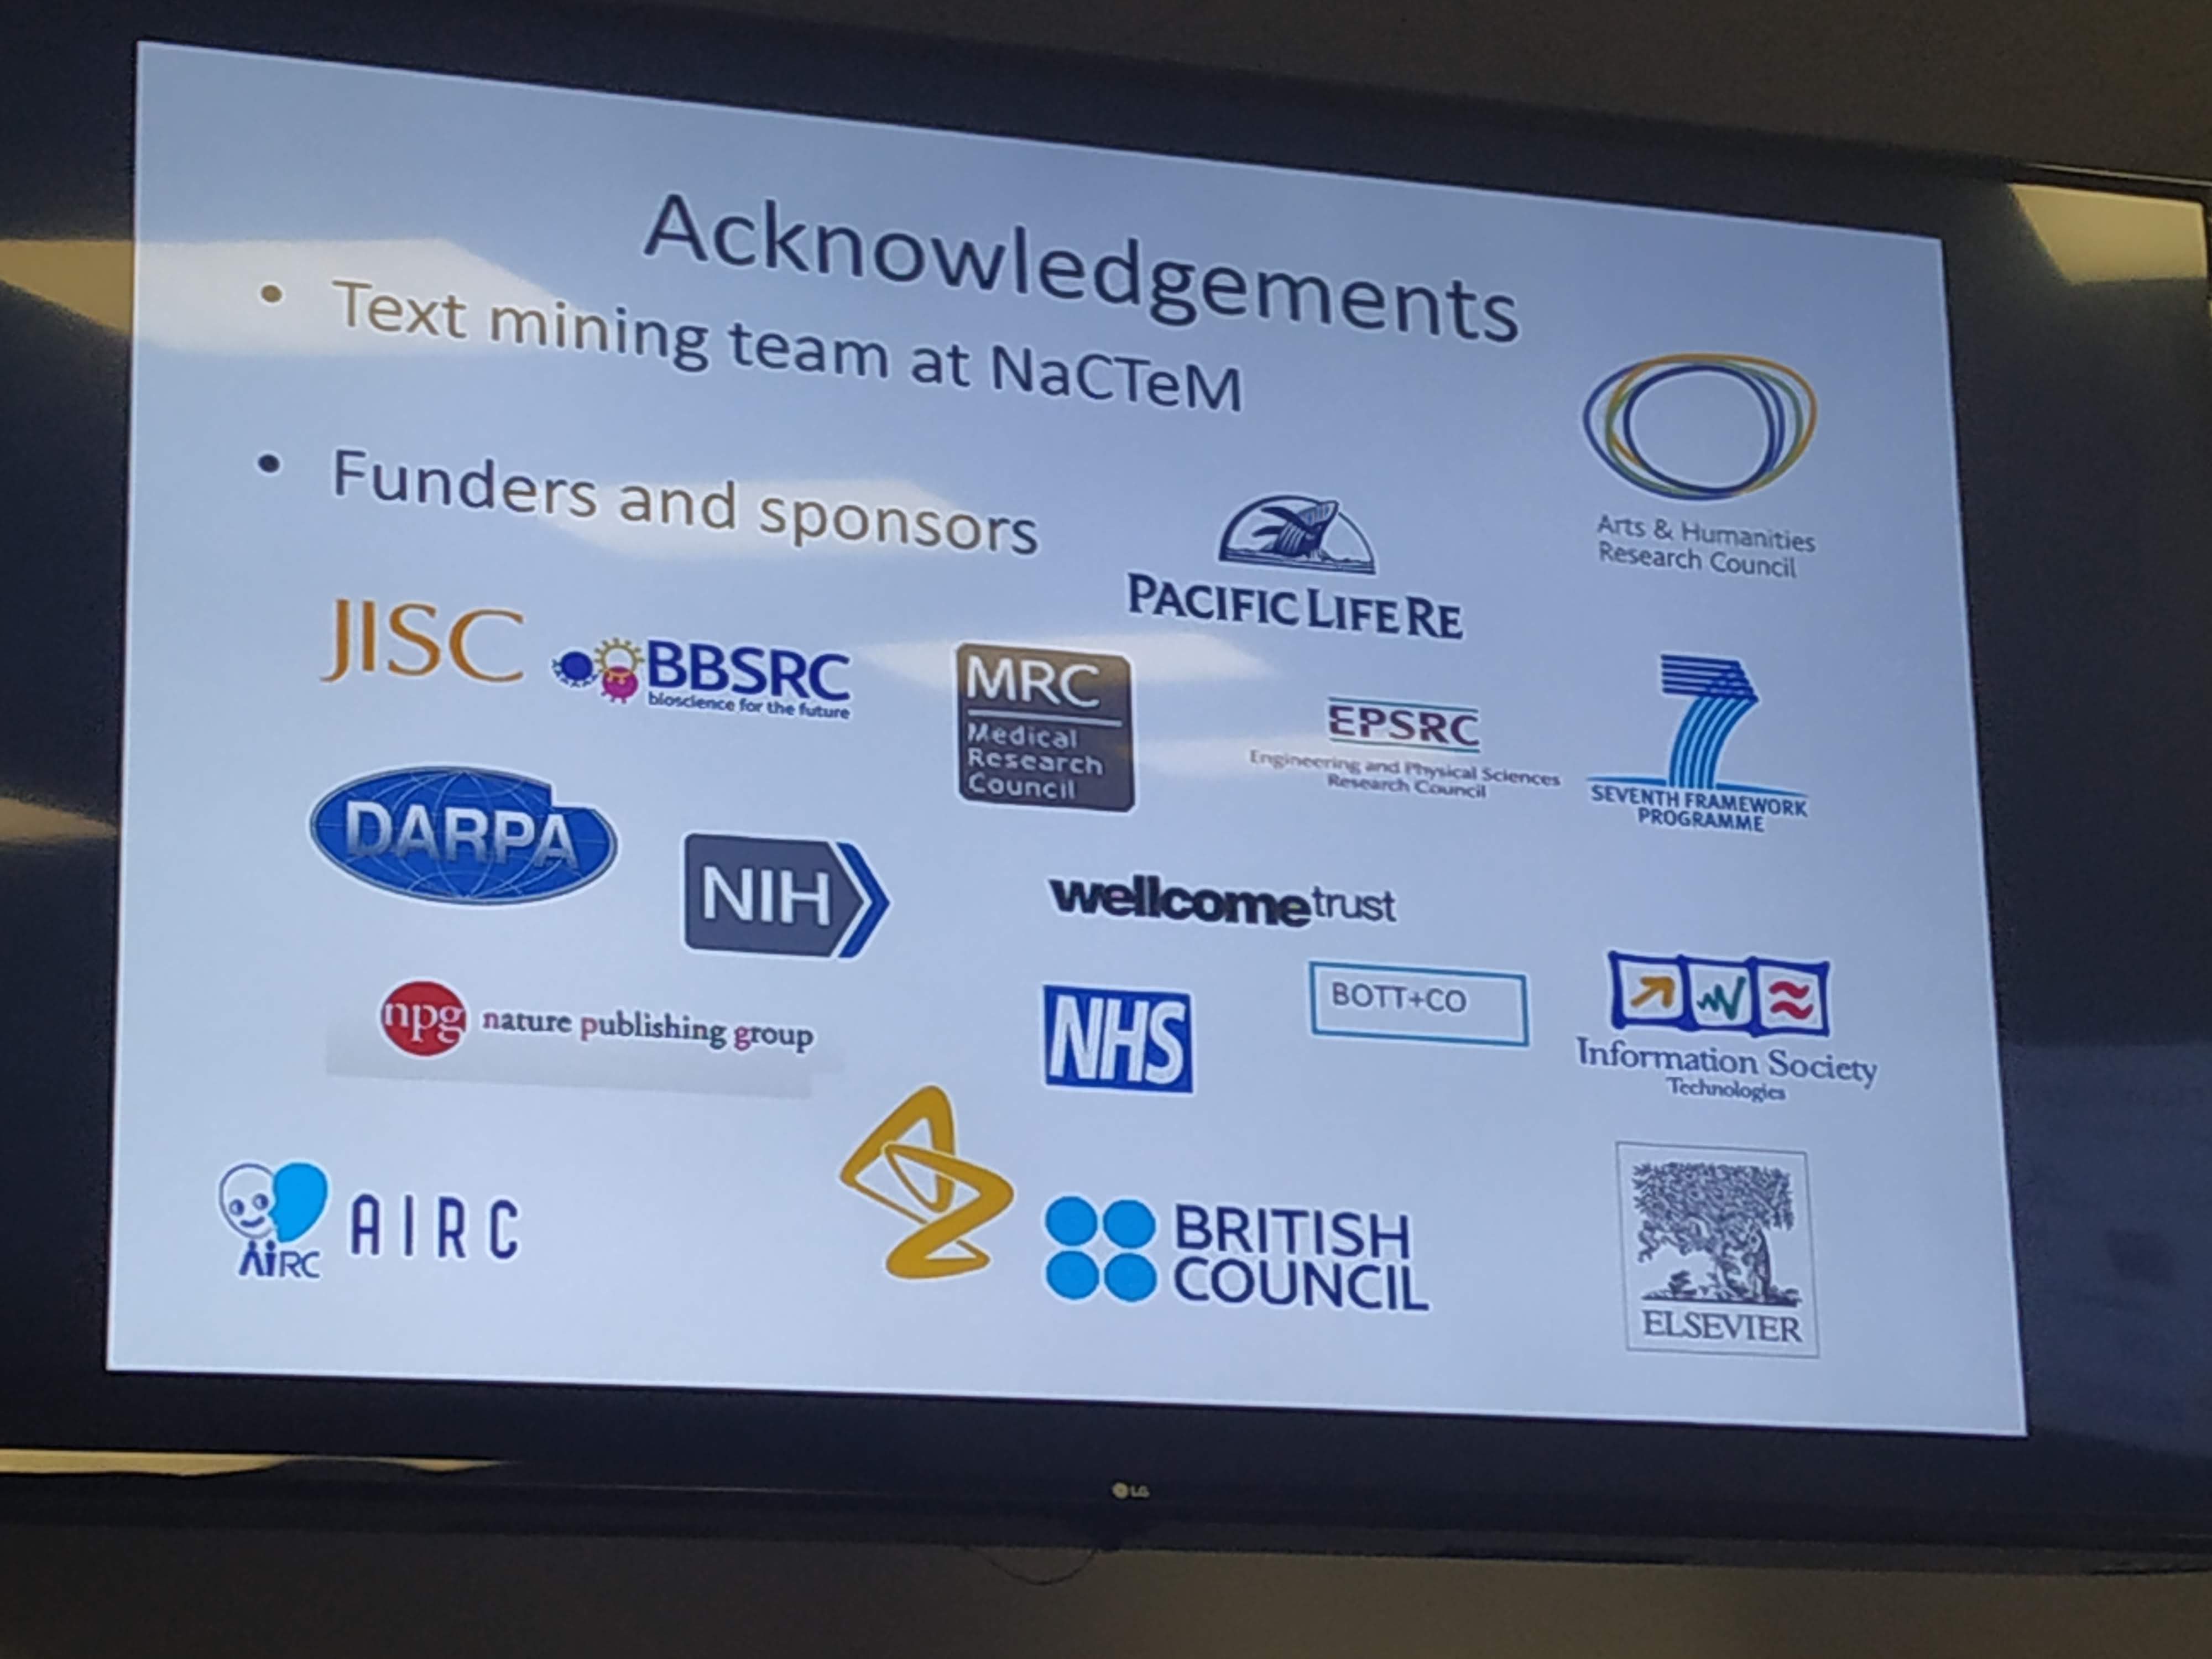 Acknowledgements
• Text mining team at NaCTeM
• Funders and sponsors
Arts & Humanities
Research Council
PACIFIC LIFE RE
JISC
BBSRC
bioscience for the future
MRC
Medical
Research
Council
EPSRC
Engineering and Physical Sciences
Research Council
7
SEVENTH FRAMEWORK
PROGRAMME
DARPA
NIH
wellcometrust
npg nature publishing group
NHS
BOTT+CO
Information Society
Technologies
AiRC
AIRC
BRITISH
COUNCIL
ELSEVIER
LG